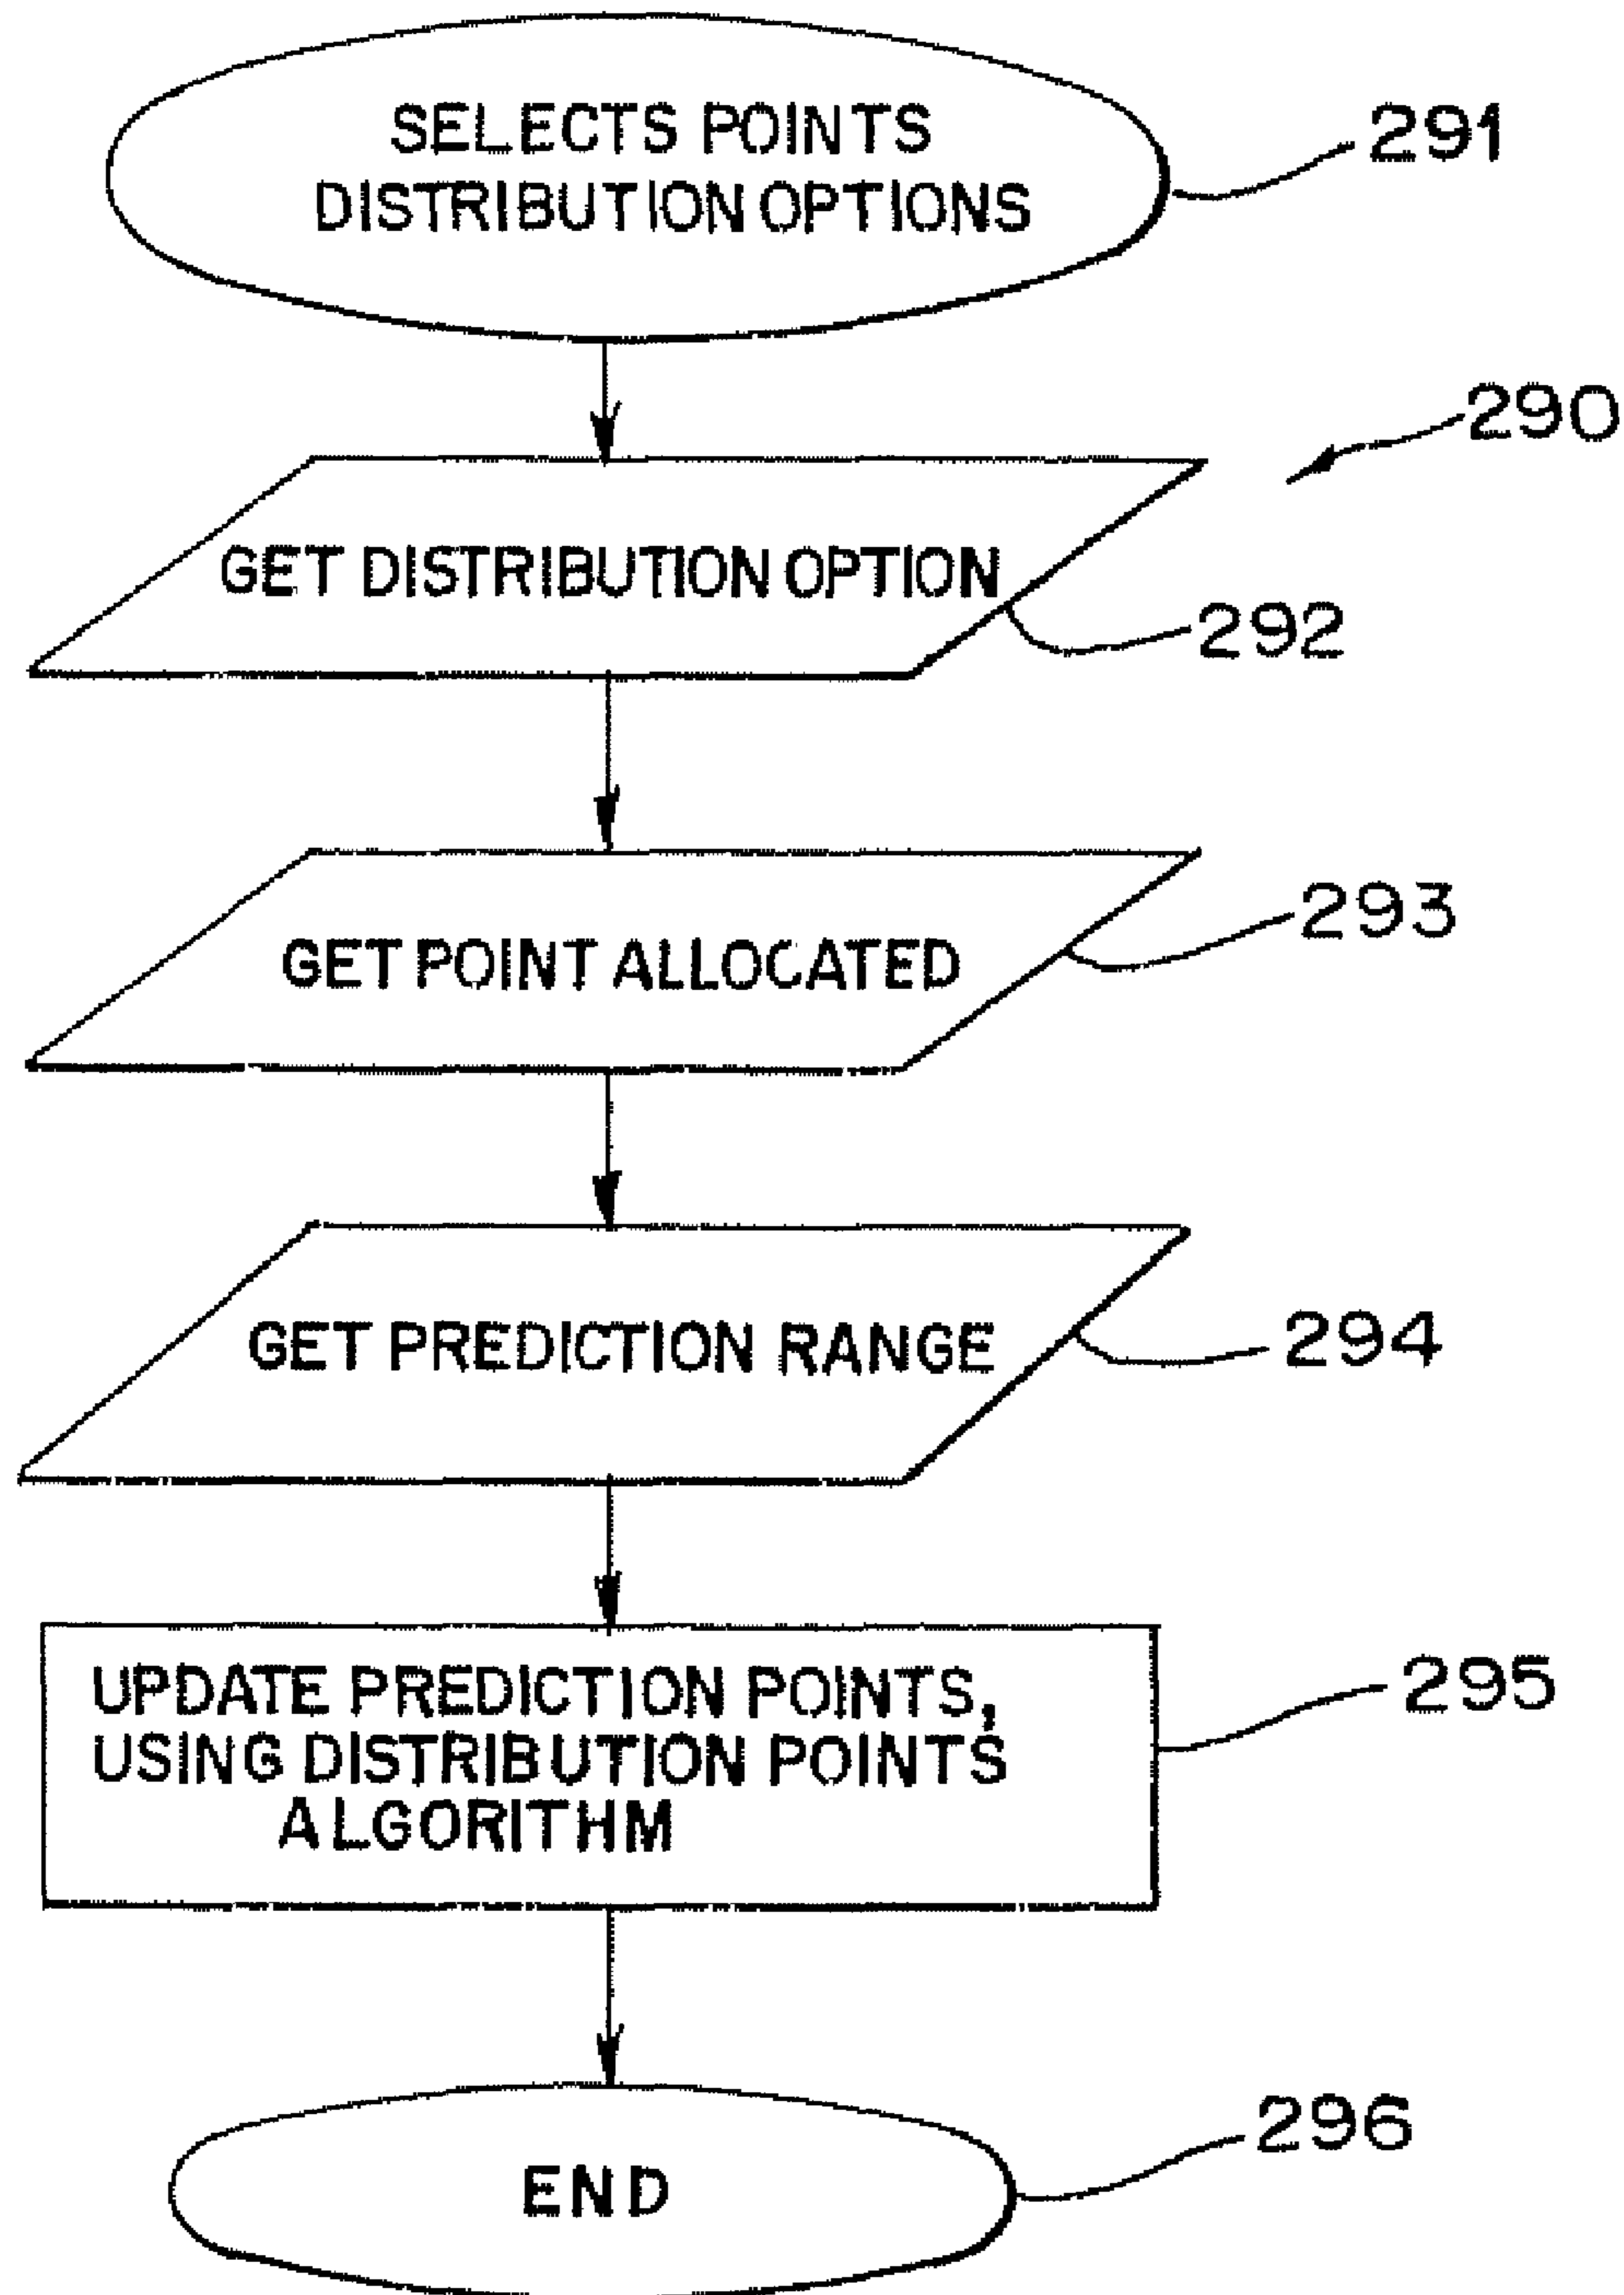 SELECTS POINTS
DISTRIBUTION OPTIONS
291
290
GET DISTRIBUTION OPTION
292
GET POINT ALLOCATED
293
GET PREDICTION RANGE
294
UPDATE PREDICTION POINTS,
USING DISTRIBUTION POINTS
ALGORITHM
295
END
296